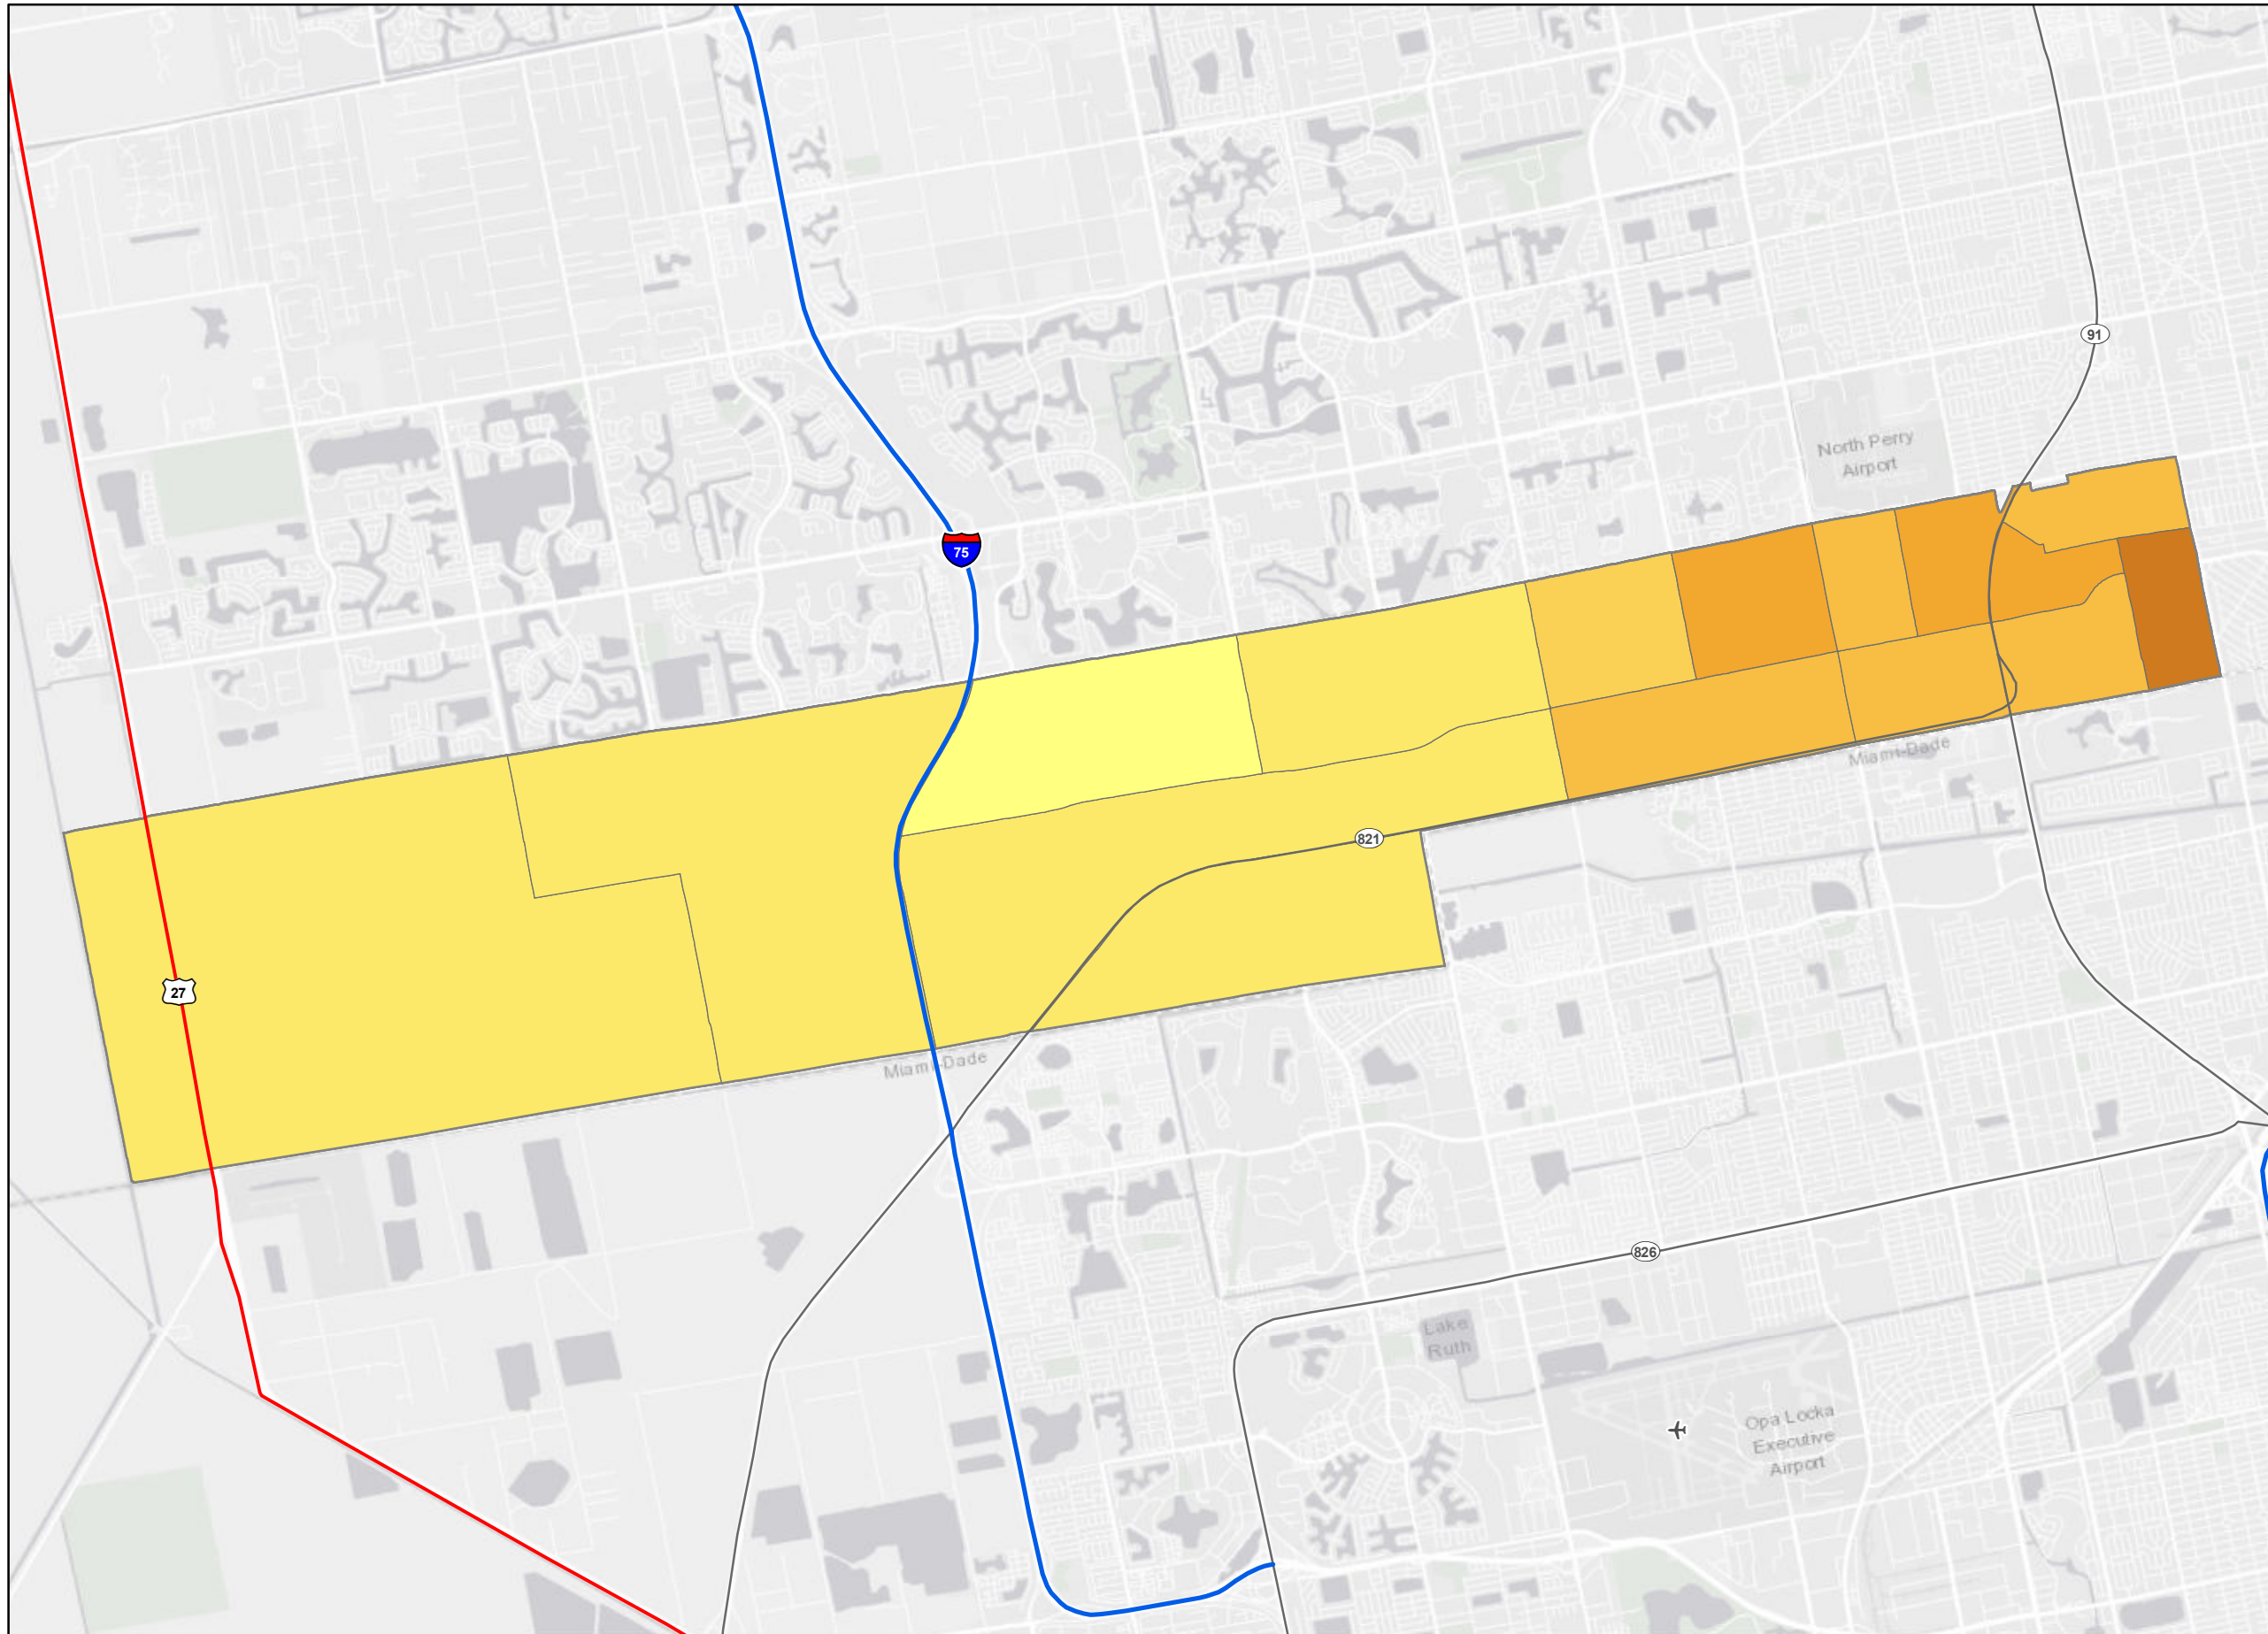 91
North Perry
Airport
75
Miami-Dade
821
27
Miami-Dade
826
Lake
Ruth
Opa Locka
Executive
Airport